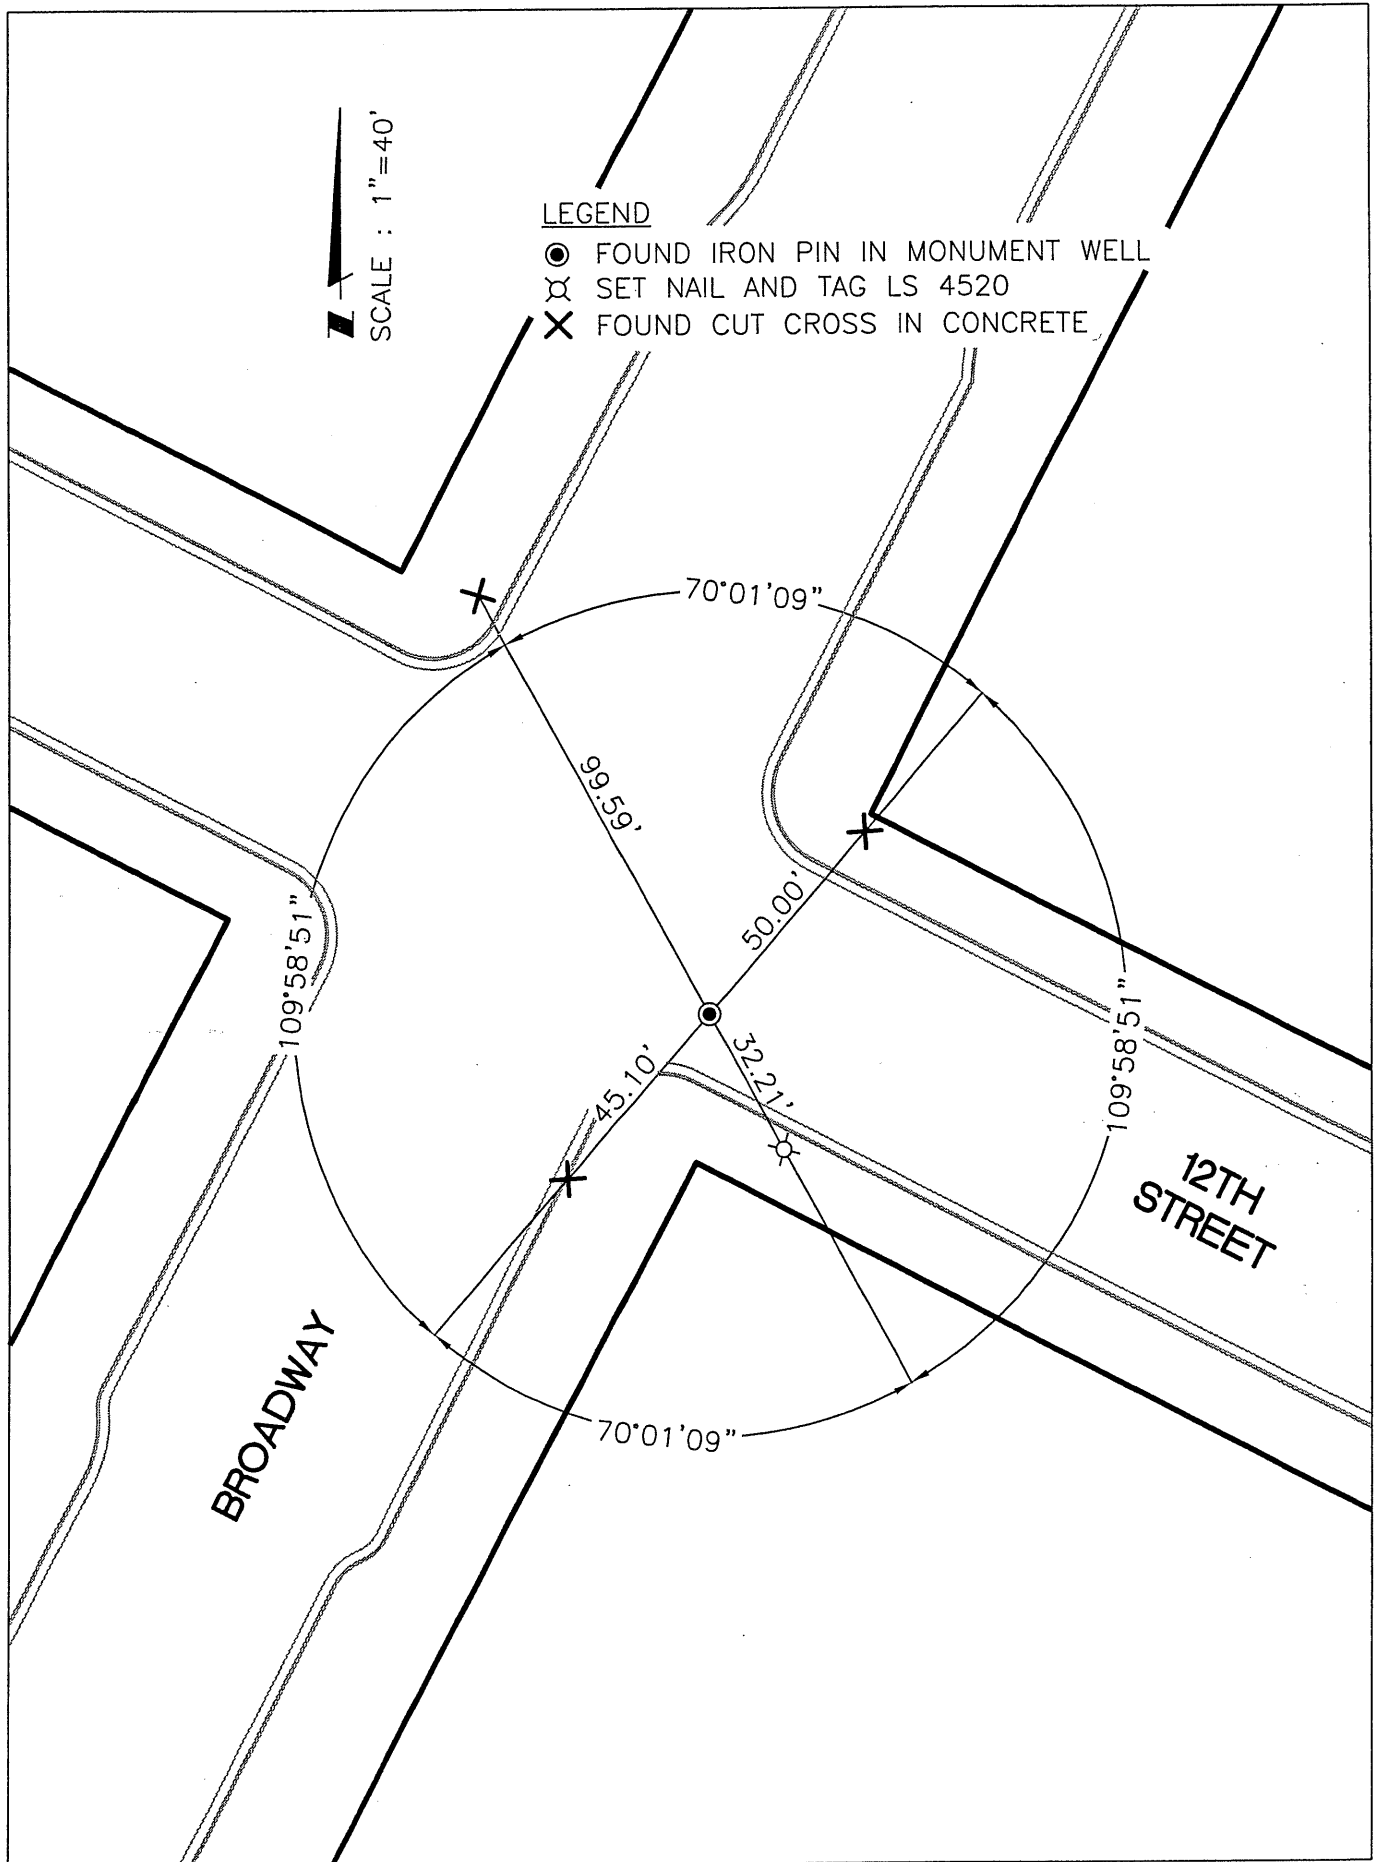 N
SCALE : 1"=40'
LEGEND
FOUND IRON PIN IN MONUMENT WELL
SET NAIL AND TAG LS 4520
FOUND CUT CROSS IN CONCRETE
70°01'09"
99.59'
50.00'
109°58'51"
45.10'
32.21'
109°58'51"
12TH
STREET
BROADWAY
70°01'09"